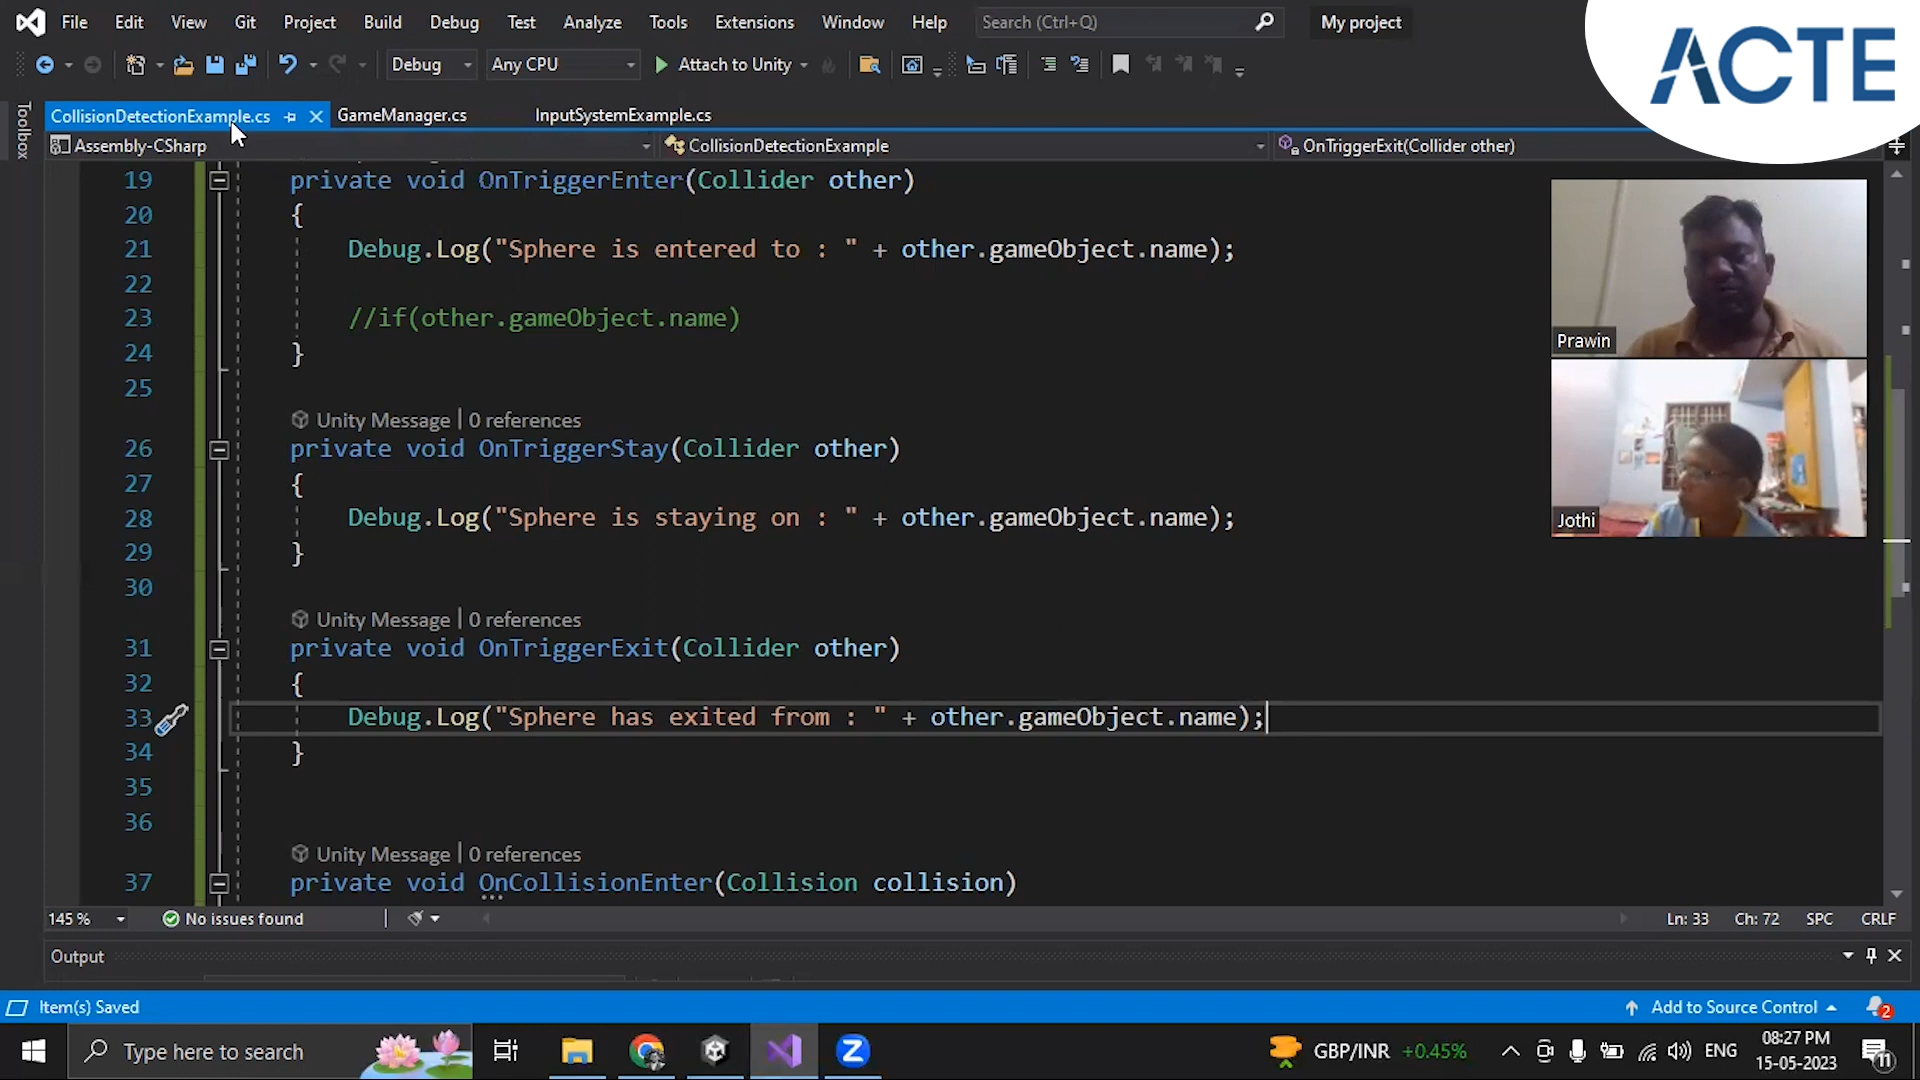 File Edit View Git Project Build Debug Test Analyze Tools Extensions Window Help Search (Ctrl+Q) My project
ACTE
Debug Any CPU Attach to Unity
Toolbox
CollisionDetectionExample.cs GameManager.cs InputSystemExample.cs
Assembly-CSharp CollisionDetectionExample OnTriggerExit(Collider other)
19 private void OnTriggerEnter(Collider other)
20 {
21 Debug.Log("Sphere is entered to : " + other.gameObject.name);
22
23 //if(other.gameObject.name)
24 }
25
Unity Message | 0 references
26 private void OnTriggerStay(Collider other)
27 {
28 Debug.Log("Sphere is staying on : " + other.gameObject.name);
29 }
30
Unity Message | 0 references
31 private void OnTriggerExit(Collider other)
32 {
33 Debug.Log("Sphere has exited from : " + other.gameObject.name);
34 }
35
36
Unity Message | 0 references
37 private void OnCollisionEnter(Collision collision)
Prawin
Jothi
145 % No issues found Ln: 33 Ch: 72 SPC CRLF
Output
Item(s) Saved Add to Source Control 2
Type here to search Z GBP/INR +0.45% ENG 08:27 PM
15-05-2023 11